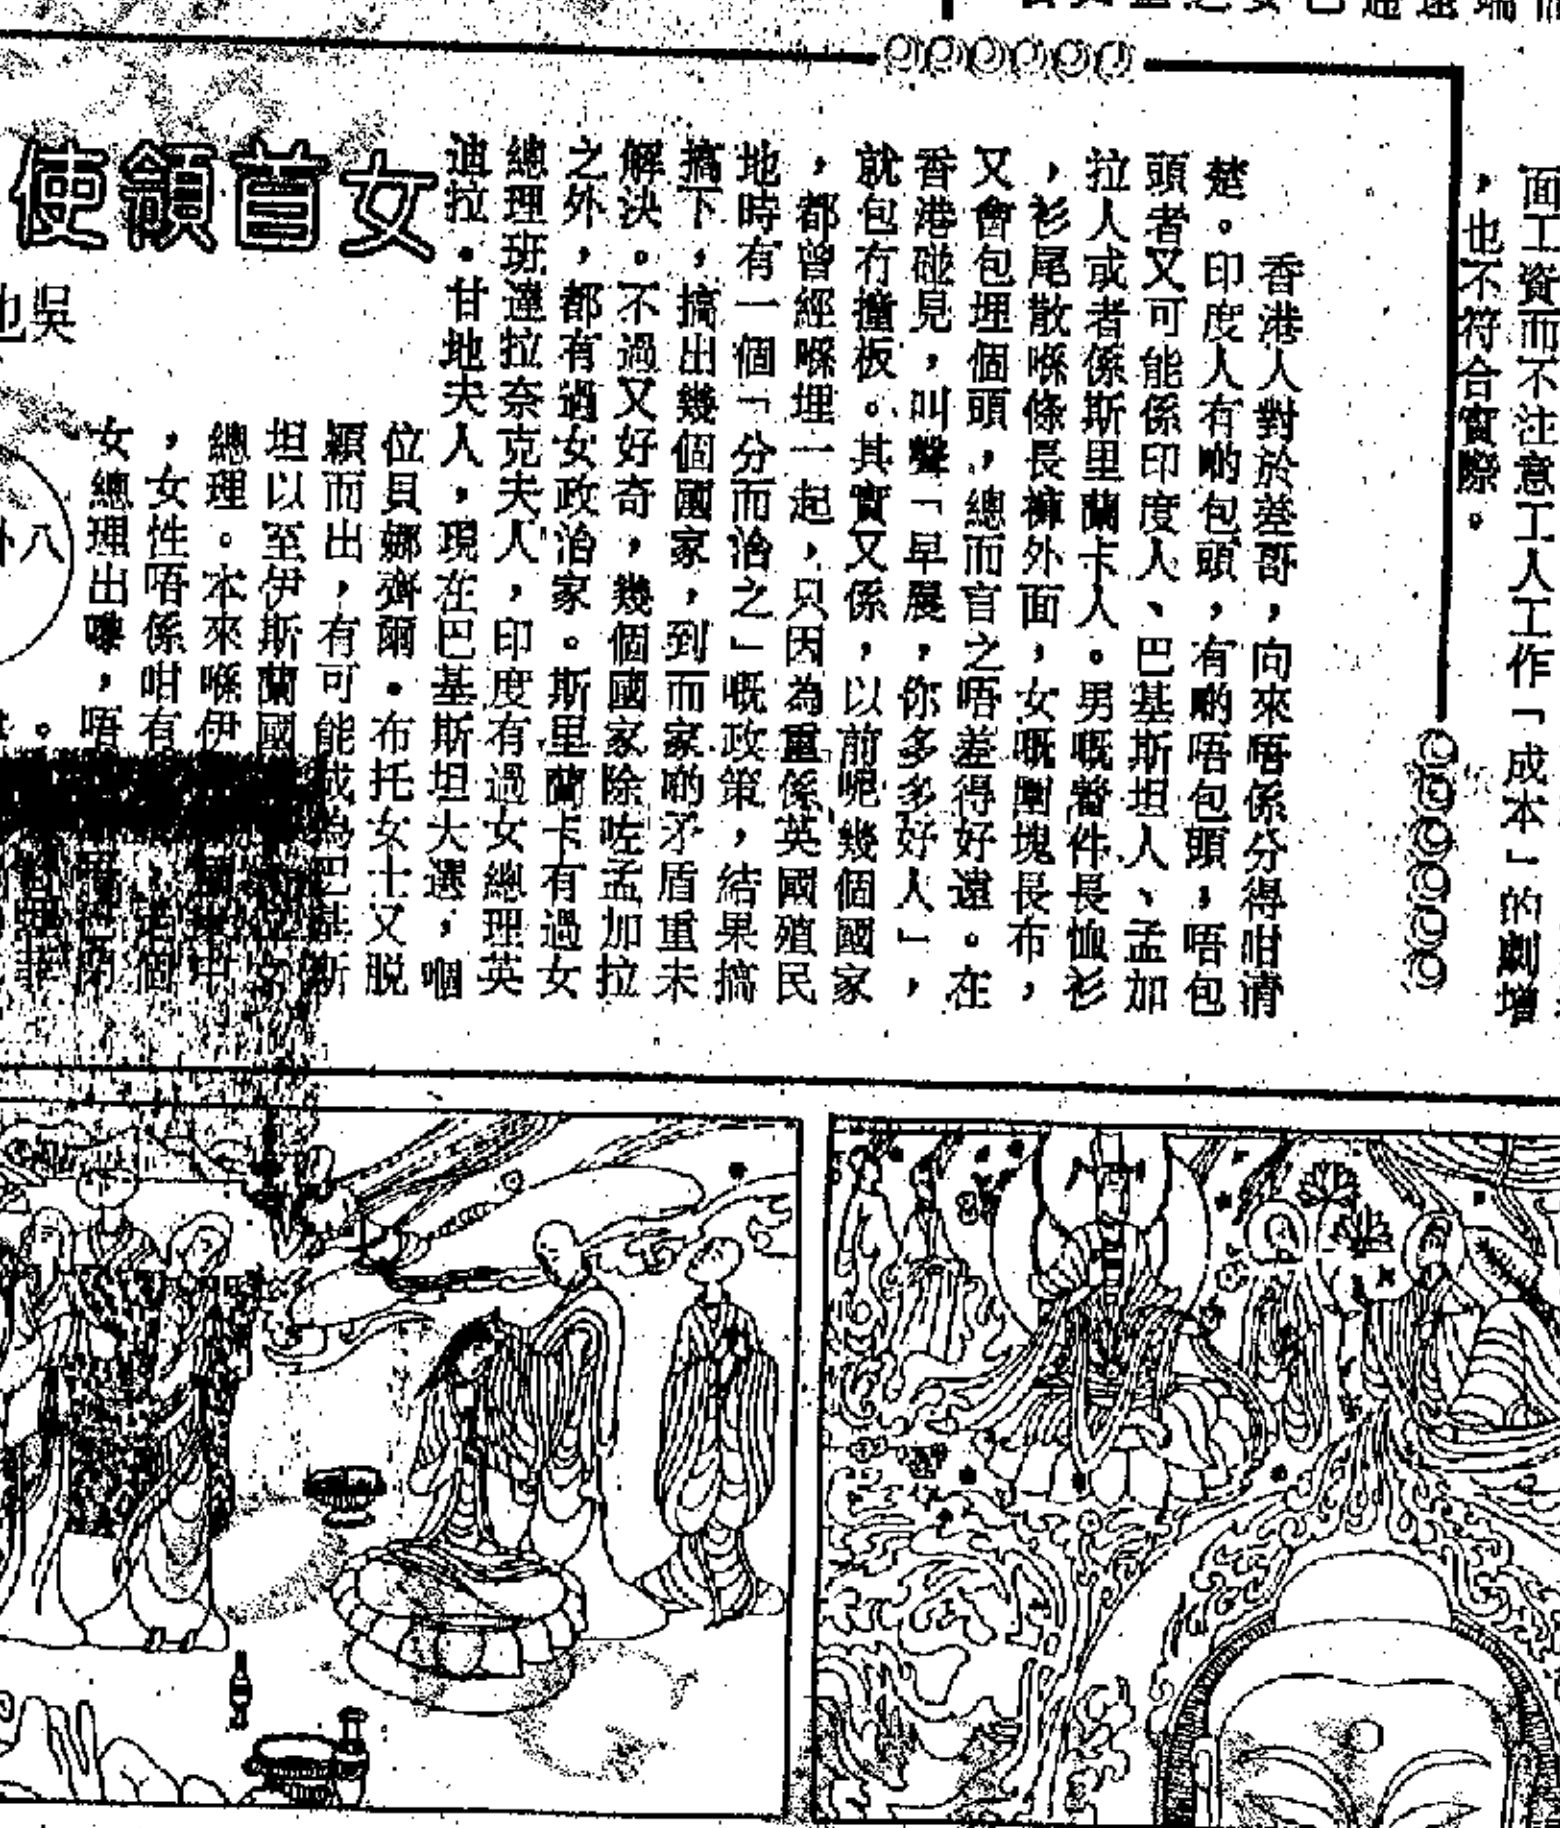 面工資而不注意工人工作「成本」的劇增
，也不符合實際。
女首領使
吳
也
八
卦
香港人對於差哥，向來唔係分得咁清
楚。印度人有啲包頭，有啲唔包頭，唔包
頭者又可能係印度人、巴基斯坦人、孟加
拉人或者係斯里蘭卡人。男嘅著件長恤衫
，衫尾散喺條長褲外面，女嘅圍塊長布，
又會包埋個頭，總而言之唔差得好遠。在
香港碰見，叫聲「早晨，你多多好人」，
就包冇撞板。其實又係，以前呢幾個國家
，都曾經喺埋一起，只因為重係英國殖民
地時有一個「分而治之」嘅政策，結果搞
搞下，搞出幾個國家，到而家啲矛盾重未
解決。不過又好奇，幾個國家除咗孟加拉
之外，都有過女政治家。斯里蘭卡有過女
總理班達拉奈克夫人，印度有過女總理英
迪拉．甘地夫人，現在巴基斯坦大選，嗰
位貝娜齊爾．布托女士又脫
穎而出，有可能成為巴基斯
坦以至伊斯蘭國
總理。本來喺伊
，女性唔係咁有
女總理出嚟，唔
。